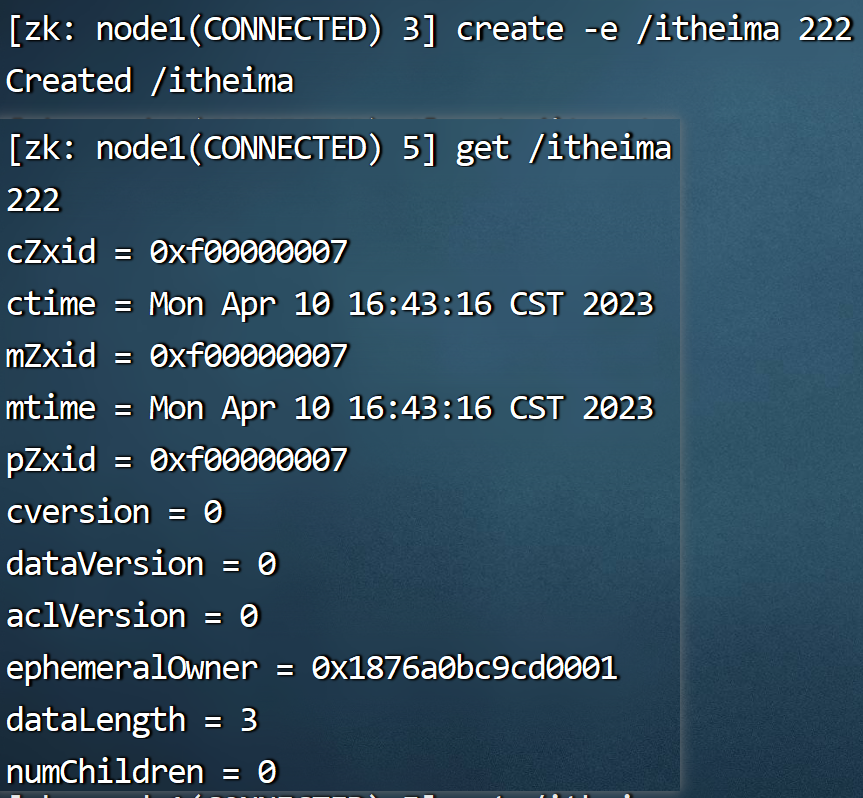 [zk: node1(CONNECTED) 3] create -e /itheima 222
Created /itheima
[zk: node1(CONNECTED) 5] get /itheima
222
cZxid = 0xf00000007
ctime = Mon Apr 10 16:43:16 CST 2023
mZxid = 0xf00000007
mtime = Mon Apr 10 16:43:16 CST 2023
pZxid = 0xf00000007
cversion = 0
dataVersion = 0
aclVersion = 0
ephemeralOwner = 0x1876a0bc9cd0001
dataLength = 3
numChildren = 0